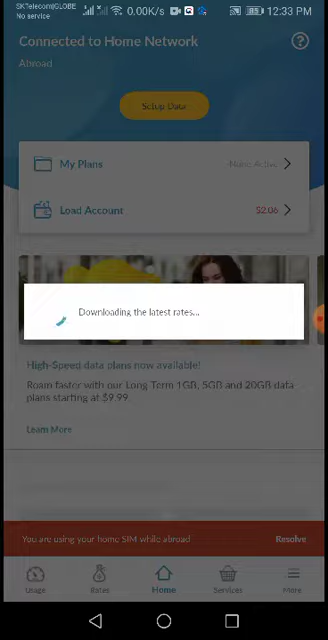 SKTelecom@GLOBE
No service
0.00K/s
85
12:33 PM
Connected to Home Network
?
Abroad
Setup Data
My Plans
None Active
Load Account
$2.06
Downloading the latest rates...
High-Speed data plans now available!
Roam faster with our Long Term 1GB, 5GB and 20GB data
plans starting at $9.99
Learn More
You are using your home SIM while abroad
Resolve
Usage
Rates
Home
Services
More